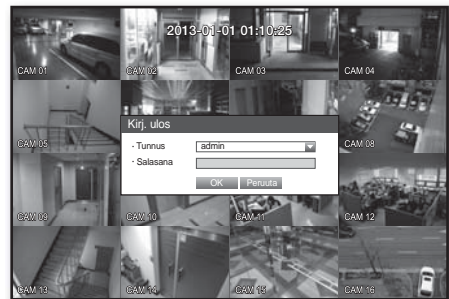 2013-01-01 01:10:25
CAM 01
CAM 02
CAM 03
CAM 04
Kirj. ulos
CAM 05
- Tunnus
admin
CAM 08
- Salasana
OK
Peruuta
CAM 09
CAM 10
CAM 11
CAM 12
CAM 13
CAM 14
CAM 15
CAM 16